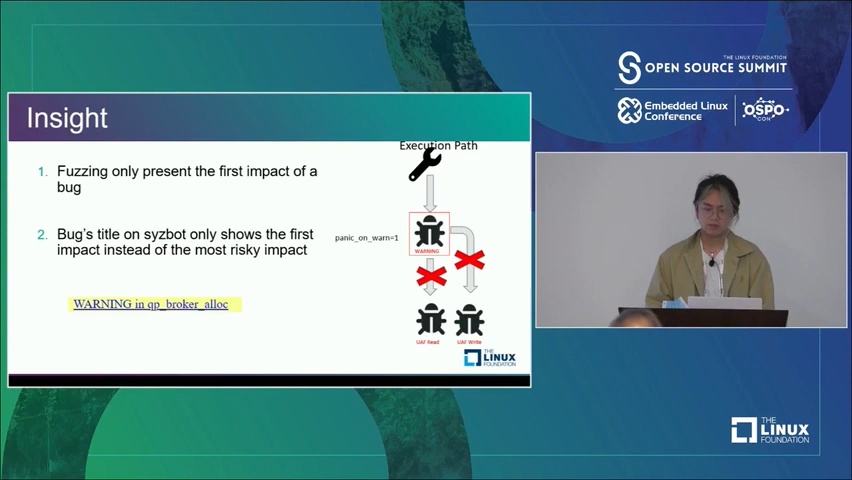 Insight
1. Fuzzing only present the first impact of a
bug
2. Bug's title on syzbot only shows the first
impact instead of the most risky impact
WARNING in qp_broker_alloc
Execution Path
panic_on_warn=1
WARNING
UAF Read
UAF Write
THE
LINUX
FOUNDATION
THE LINUX FOUNDATION
OPEN SOURCE SUMMIT
Embedded Linux
Conference
OSPO
CON
THE
LINUX
FOUNDATION